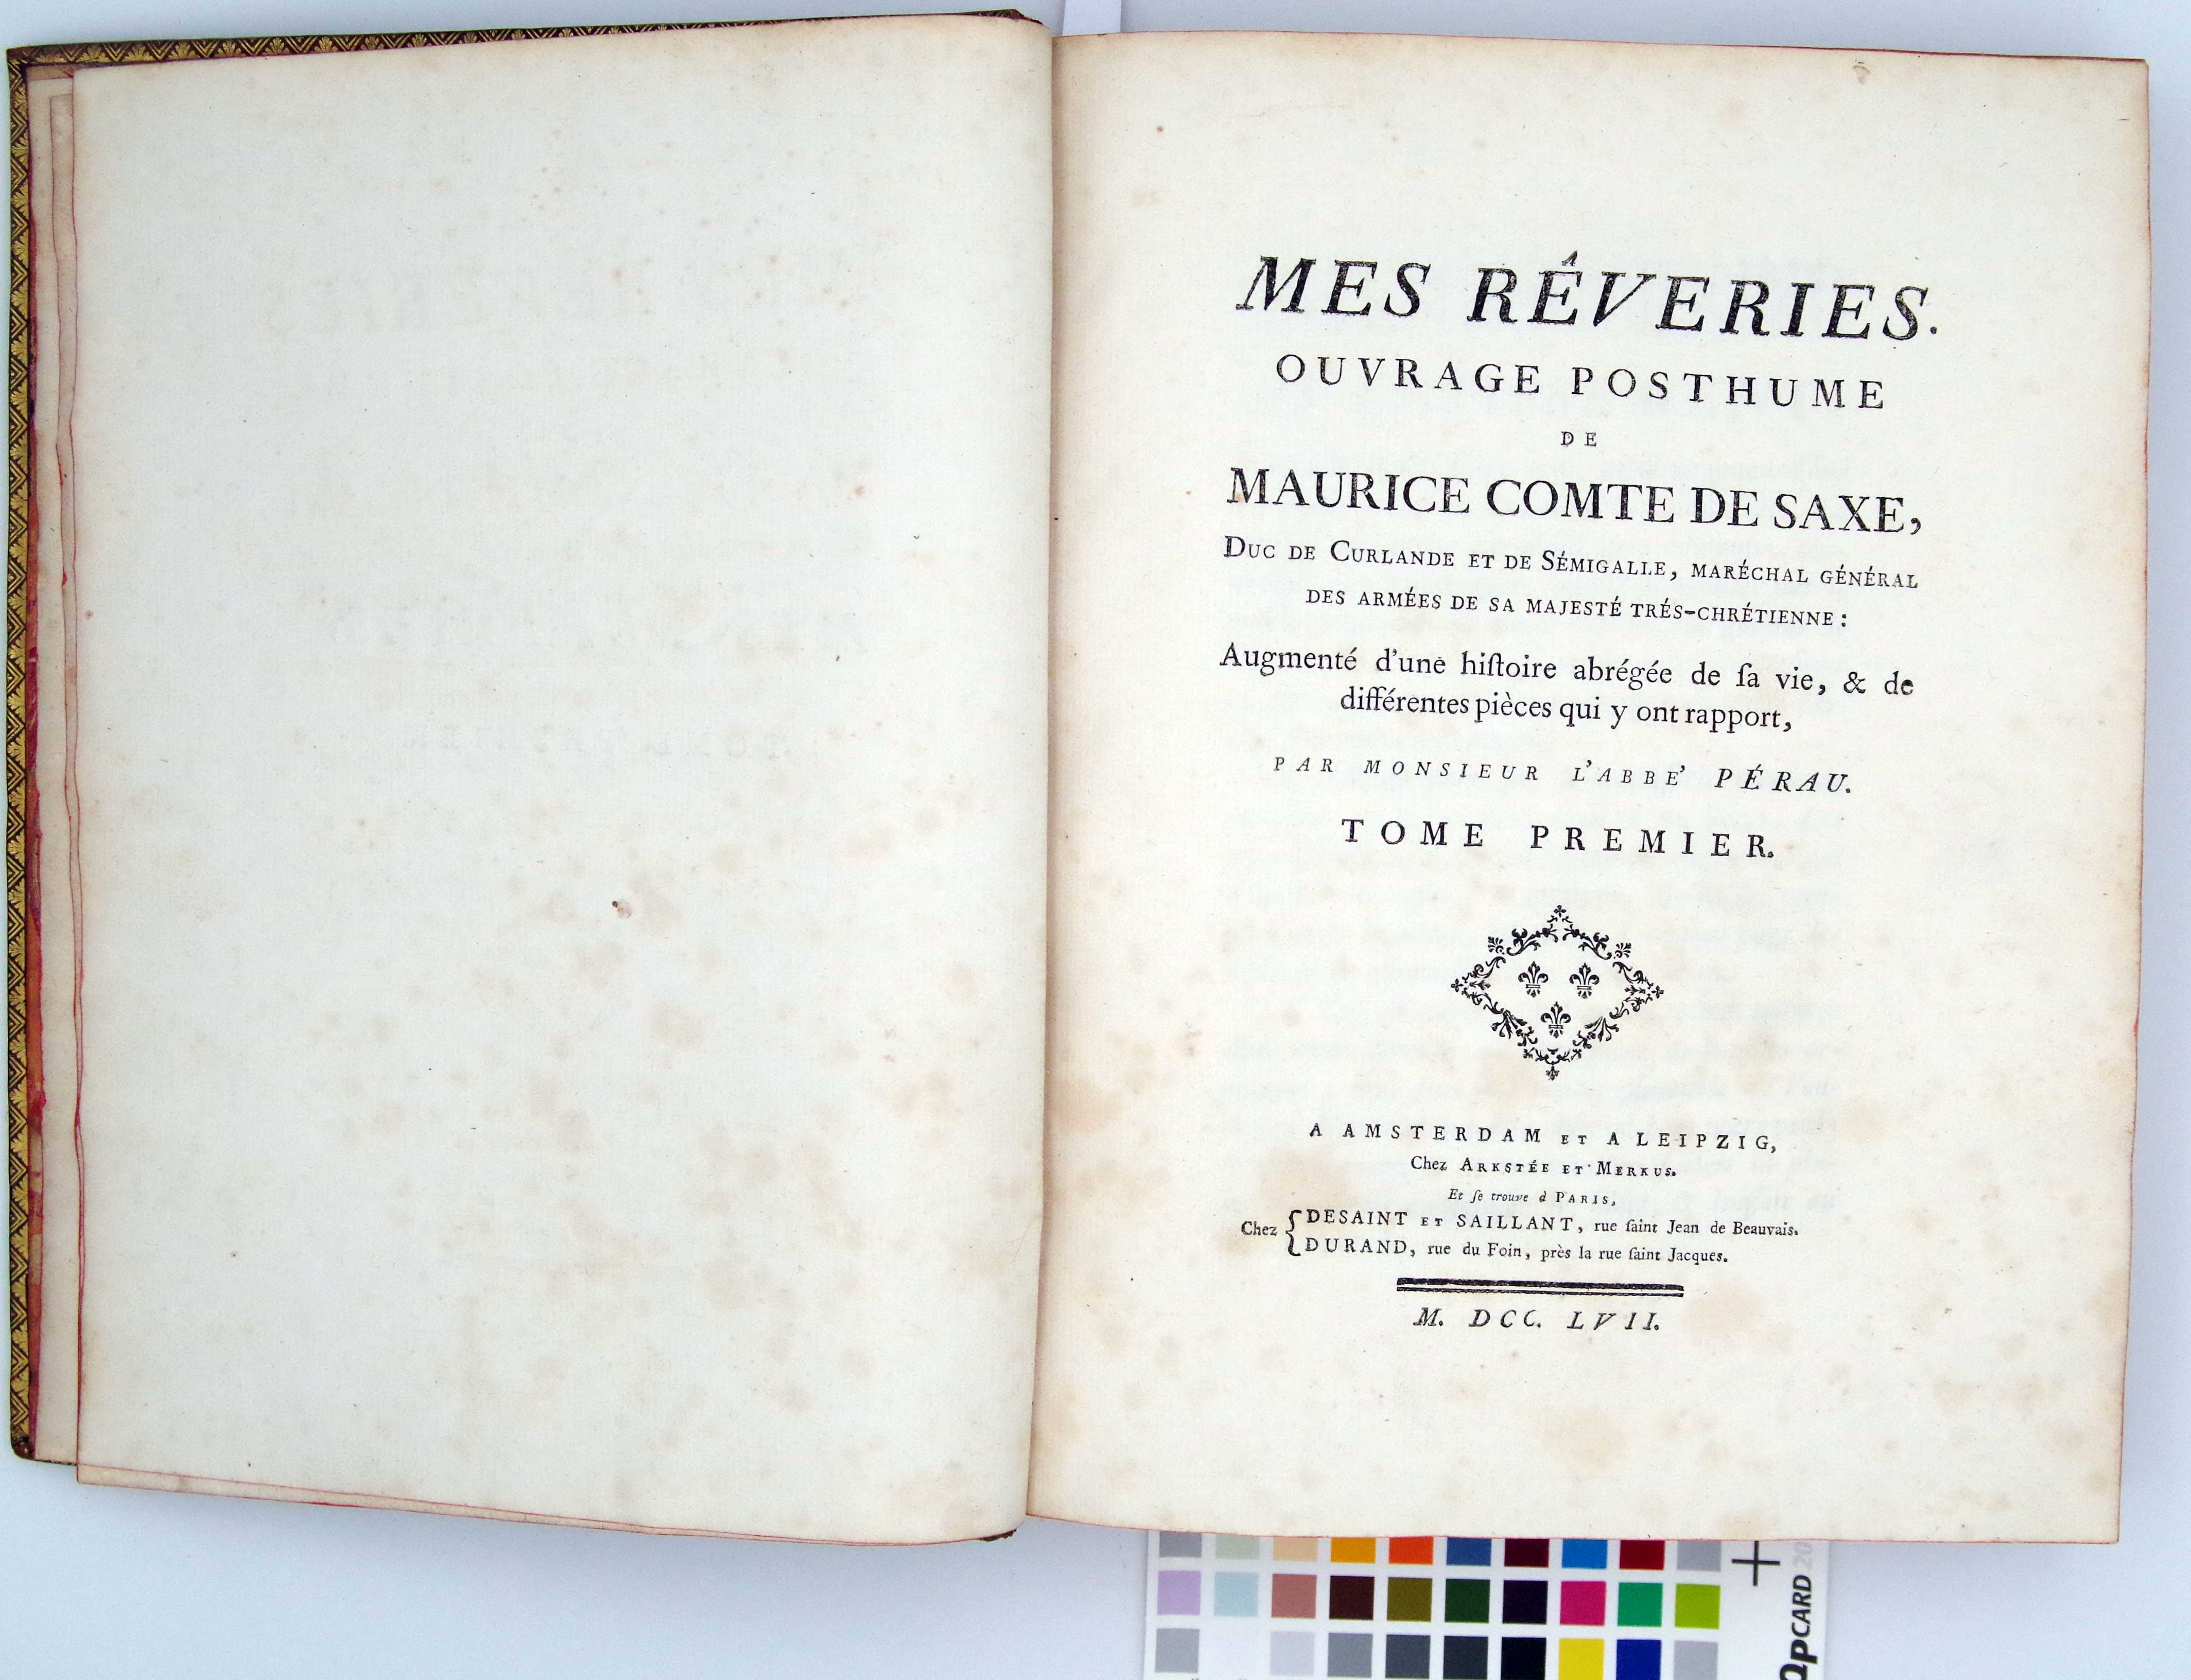 MES RÊVERIES.
OUVRAGE POSTHUME
DE
MAURICE COMTE DE SAXE,
DUC DE CURLANDE ET DE SÉMIGALLE, MARÉCHAL GÉNÉRAL
DES ARMÉES DE SA MAJESTÉ TRÉS-CHRÉTIENNE :
Augmenté d'une hiſtoire abrégée de ſa vie, & de
différentes pièces qui y ont rapport,
PAR MONSIEUR L'ABBE' PÉRAU.
TOME PREMIER.
A AMSTERDAM ET A LEIPZIG,
Chez ARKSTÉE ET MERKUS.
Et ſe trouve à PARIS,
Chez { DESAINT ET SAILLANT, rue ſaint Jean de Beauvais.
DURAND, rue du Foin, près la rue ſaint Jacques.
M. DCC. LVII.
QPCARD 20